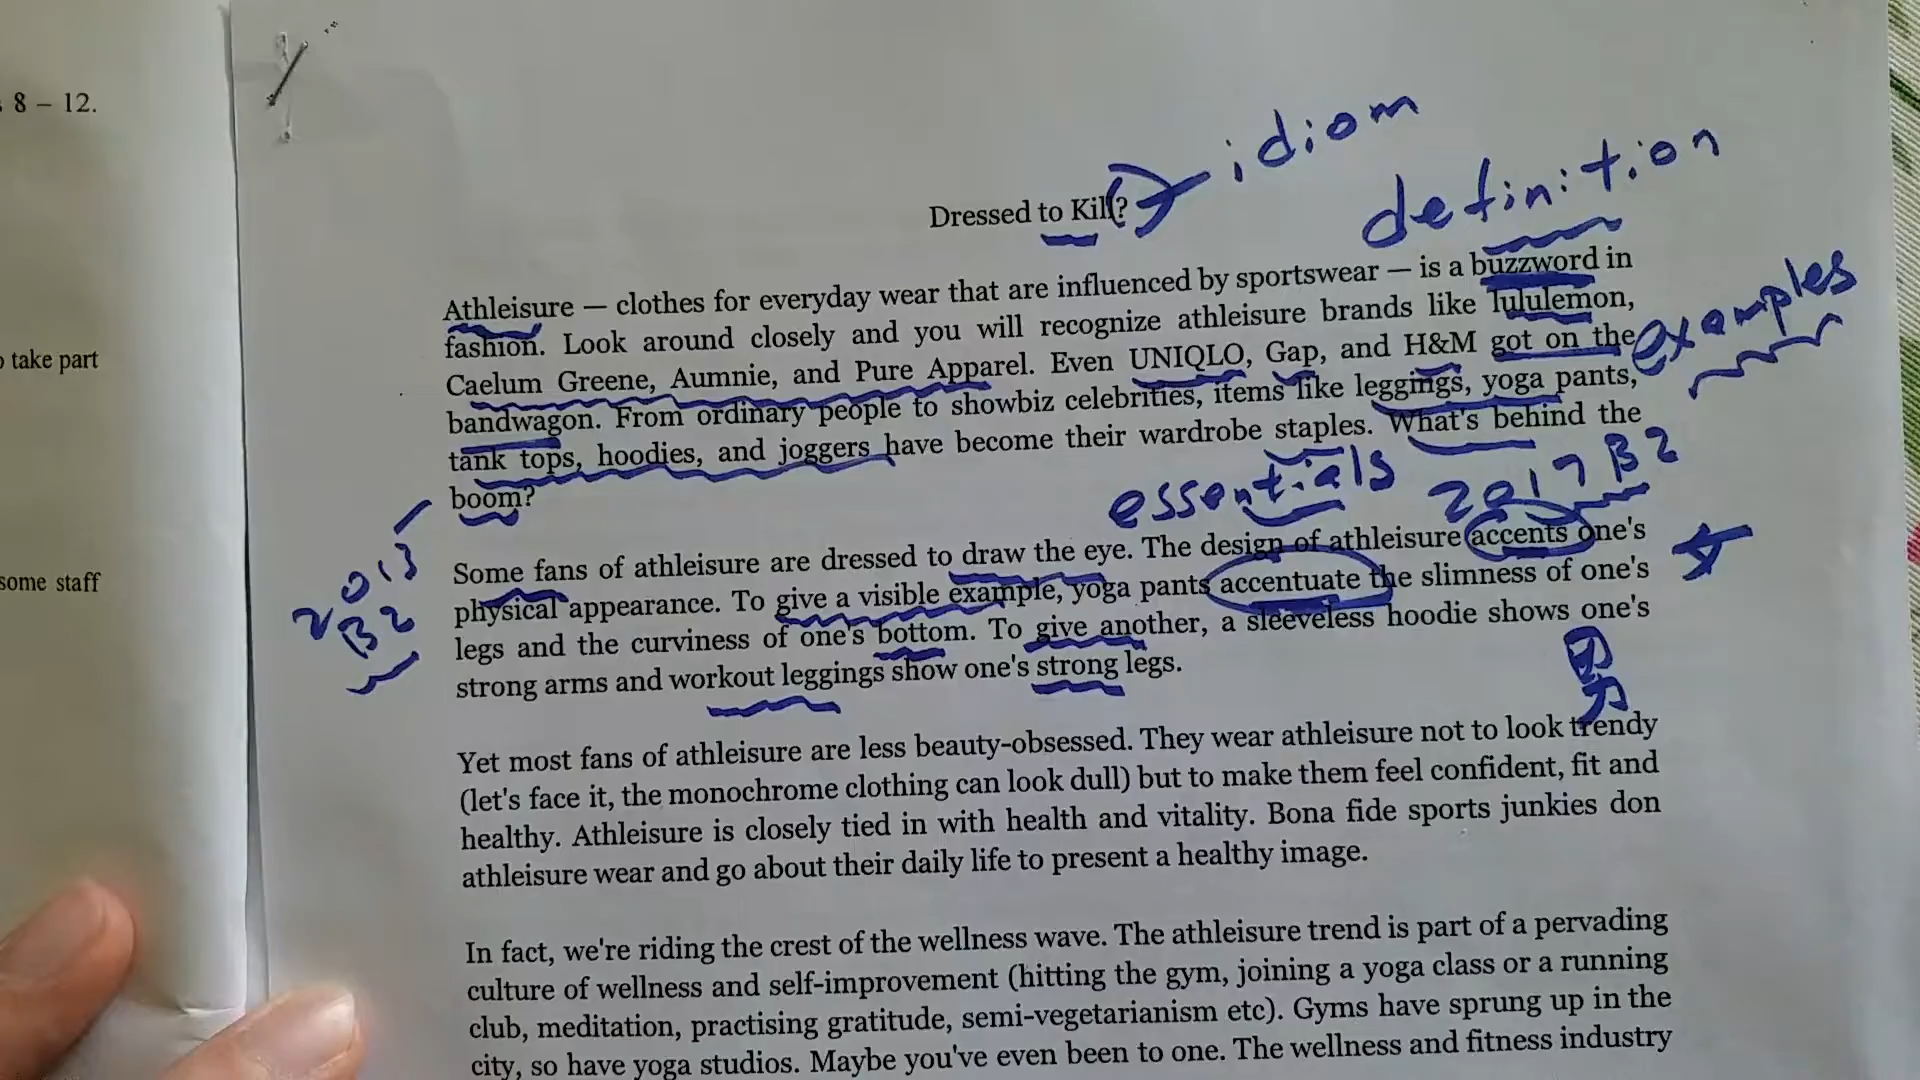 8 – 12.
take part
some staff
idiom
definition
Dressed to Kill?
examples
Athleisure — clothes for everyday wear that are influenced by sportswear — is a buzzword in
fashion. Look around closely and you will recognize athleisure brands like lululemon,
Caelum Greene, Aumnie, and Pure Apparel. Even UNIQLO, Gap, and H&M got on the
bandwagon. From ordinary people to showbiz celebrities, items like leggings, yoga pants,
tank tops, hoodies, and joggers have become their wardrobe staples. What's behind the
boom?
essentials
2017 B2
2013
B2
Some fans of athleisure are dressed to draw the eye. The design of athleisure accents one's
physical appearance. To give a visible example, yoga pants accentuate the slimness of one's
legs and the curviness of one's bottom. To give another, a sleeveless hoodie shows one's
strong arms and workout leggings show one's strong legs.
男
Yet most fans of athleisure are less beauty-obsessed. They wear athleisure not to look trendy
(let's face it, the monochrome clothing can look dull) but to make them feel confident, fit and
healthy. Athleisure is closely tied in with health and vitality. Bona fide sports junkies don
athleisure wear and go about their daily life to present a healthy image.
In fact, we're riding the crest of the wellness wave. The athleisure trend is part of a pervading
culture of wellness and self-improvement (hitting the gym, joining a yoga class or a running
club, meditation, practising gratitude, semi-vegetarianism etc). Gyms have sprung up in the
city, so have yoga studios. Maybe you've even been to one. The wellness and fitness industry